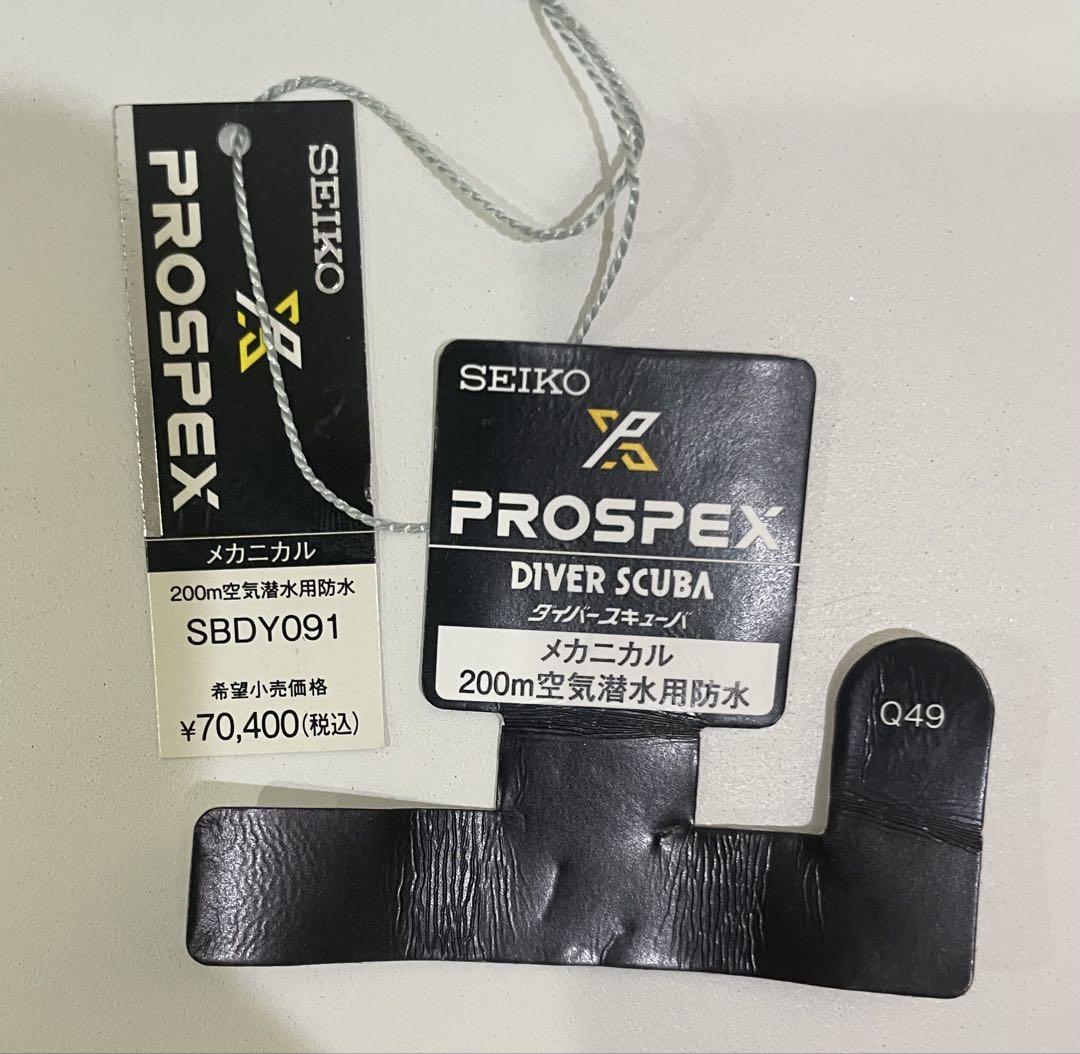 SEIKO
PROSPEX
メカニカル
200m空気潜水用防水
SBDY091
希望小売価格
¥70,400(税込)
SEIKO
PROSPEX
DIVER SCUBA
ダイバースキューバ
メカニカル
200m空気潜水用防水
Q49